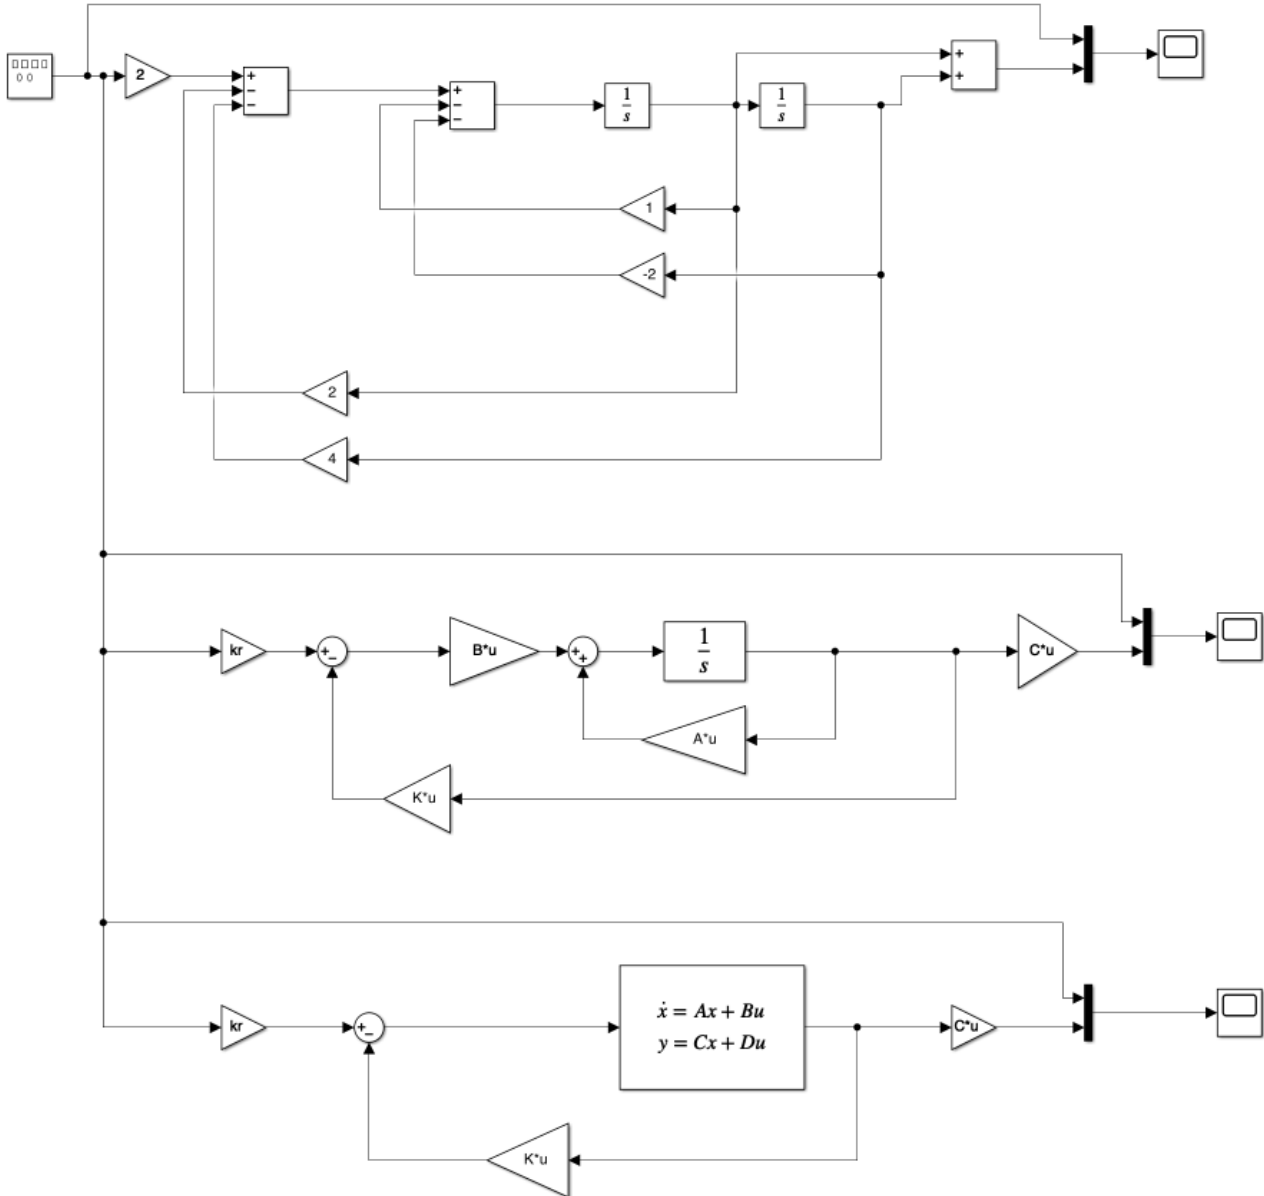 2
+
−
−
+
−
−
1
s
1
s
+
+
1
-2
2
4
kr
+
−
B*u
+
+
1
s
C*u
A*u
K*u
kr
+
−
ẋ = Ax + Bu
y = Cx + Du
C*u
K*u